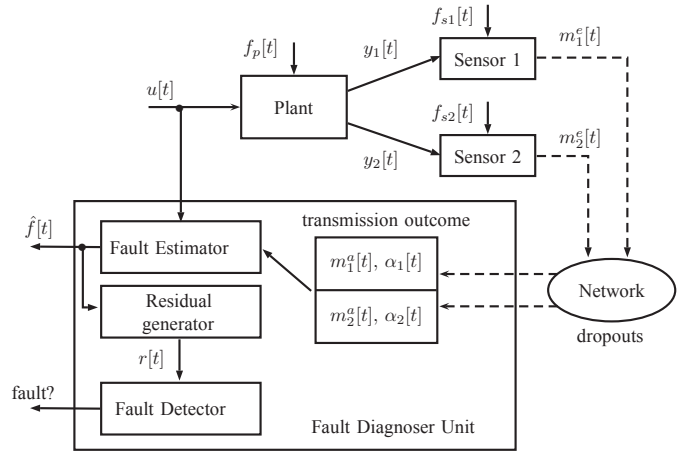 f_{s1}[t]
m_1^e[t]
f_p[t]
y_1[t]
Sensor 1
u[t]
Plant
f_{s2}[t]
m_2^e[t]
y_2[t]
Sensor 2
f̂[t]
transmission outcome
Fault Estimator
m_1^a[t], α_1[t]
Network
Residual
generator
m_2^a[t], α_2[t]
dropouts
r[t]
fault?
Fault Detector
Fault Diagnoser Unit